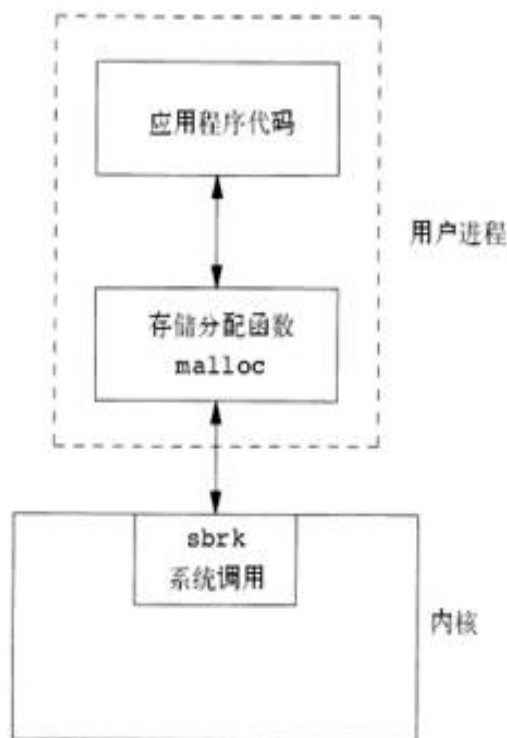 应用程序代码
用户进程
存储分配函数
malloc
sbrk
系统调用
内核